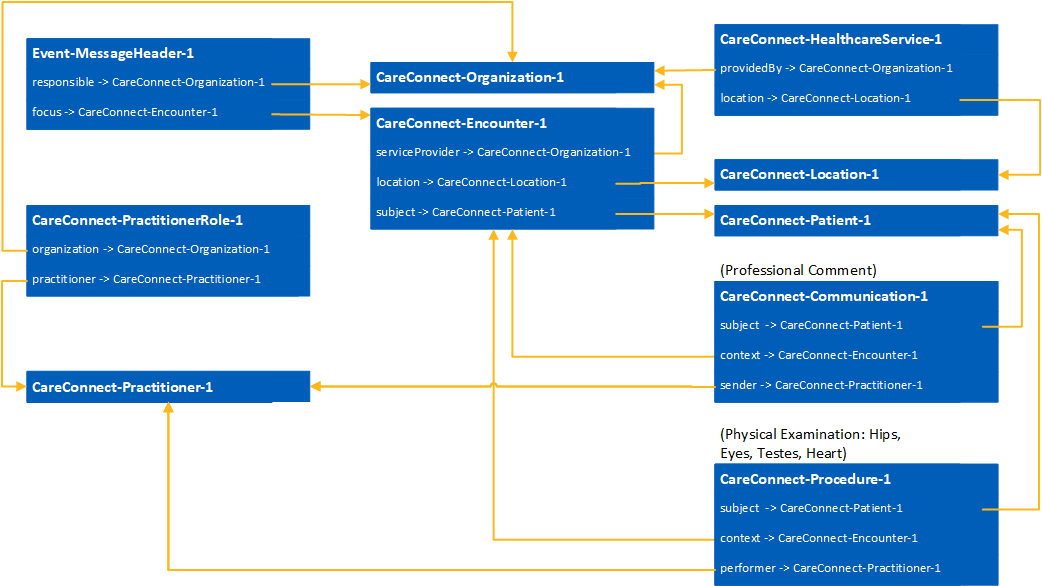 Event-MessageHeader-1
responsible -> CareConnect-Organization-1
focus -> CareConnect-Encounter-1
CareConnect-PractitionerRole-1
organization -> CareConnect-Organization-1
practitioner -> CareConnect-Practitioner-1
CareConnect-Practitioner-1
CareConnect-Organization-1
CareConnect-Encounter-1
serviceProvider -> CareConnect-Organization-1
location -> CareConnect-Location-1
subject -> CareConnect-Patient-1
CareConnect-HealthcareService-1
providedBy -> CareConnect-Organization-1
location -> CareConnect-Location-1
CareConnect-Location-1
CareConnect-Patient-1
(Professional Comment)
CareConnect-Communication-1
subject -> CareConnect-Patient-1
context -> CareConnect-Encounter-1
sender -> CareConnect-Practitioner-1
(Physical Examination: Hips,
Eyes, Testes, Heart)
CareConnect-Procedure-1
subject -> CareConnect-Patient-1
context -> CareConnect-Encounter-1
performer -> CareConnect-Practitioner-1